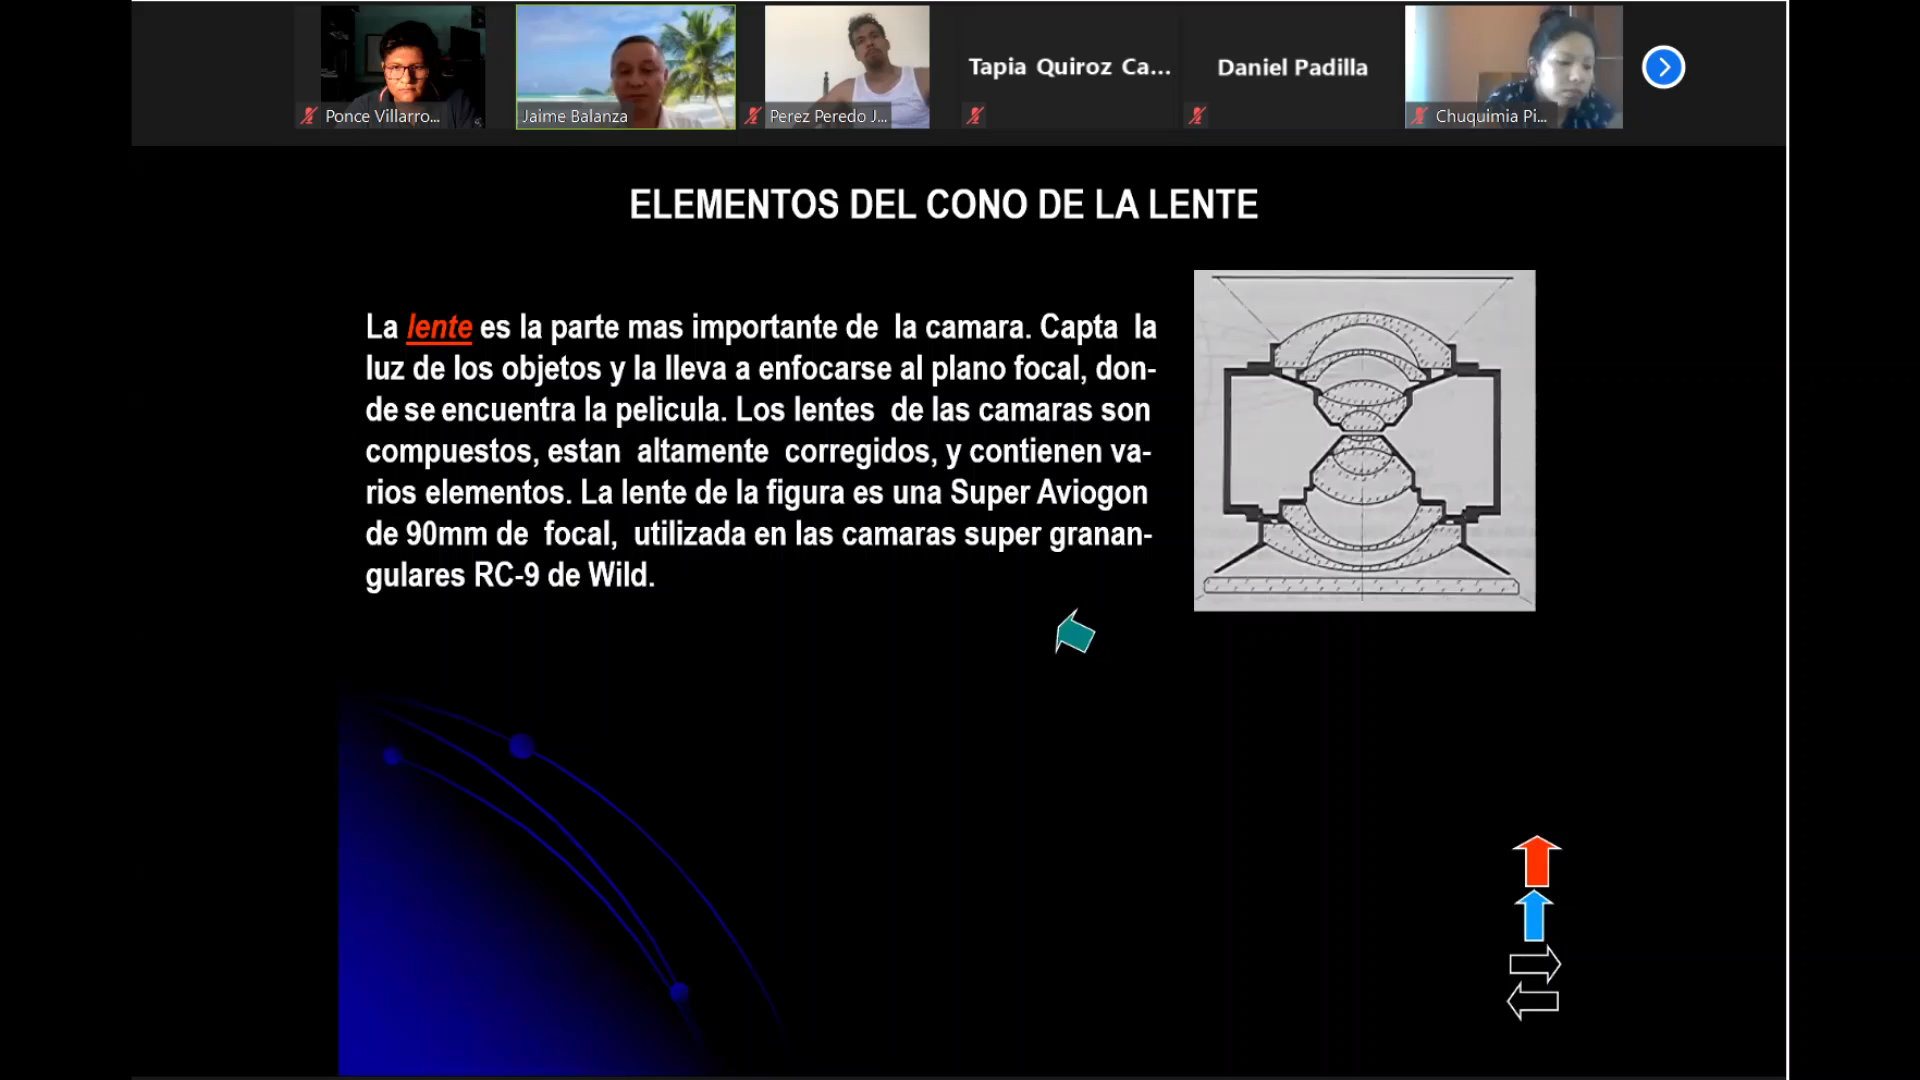 Ponce Villarro...
Jaime Balanza
Perez Peredo J...
Tapia Quiroz Ca...
Daniel Padilla
Chuquimia Pi...
ELEMENTOS DEL CONO DE LA LENTE
La lente es la parte mas importante de la camara. Capta la
luz de los objetos y la lleva a enfocarse al plano focal, don-
de se encuentra la pelicula. Los lentes de las camaras son
compuestos, estan altamente corregidos, y contienen va-
rios elementos. La lente de la figura es una Super Aviogon
de 90mm de focal, utilizada en las camaras super granan-
gulares RC-9 de Wild.